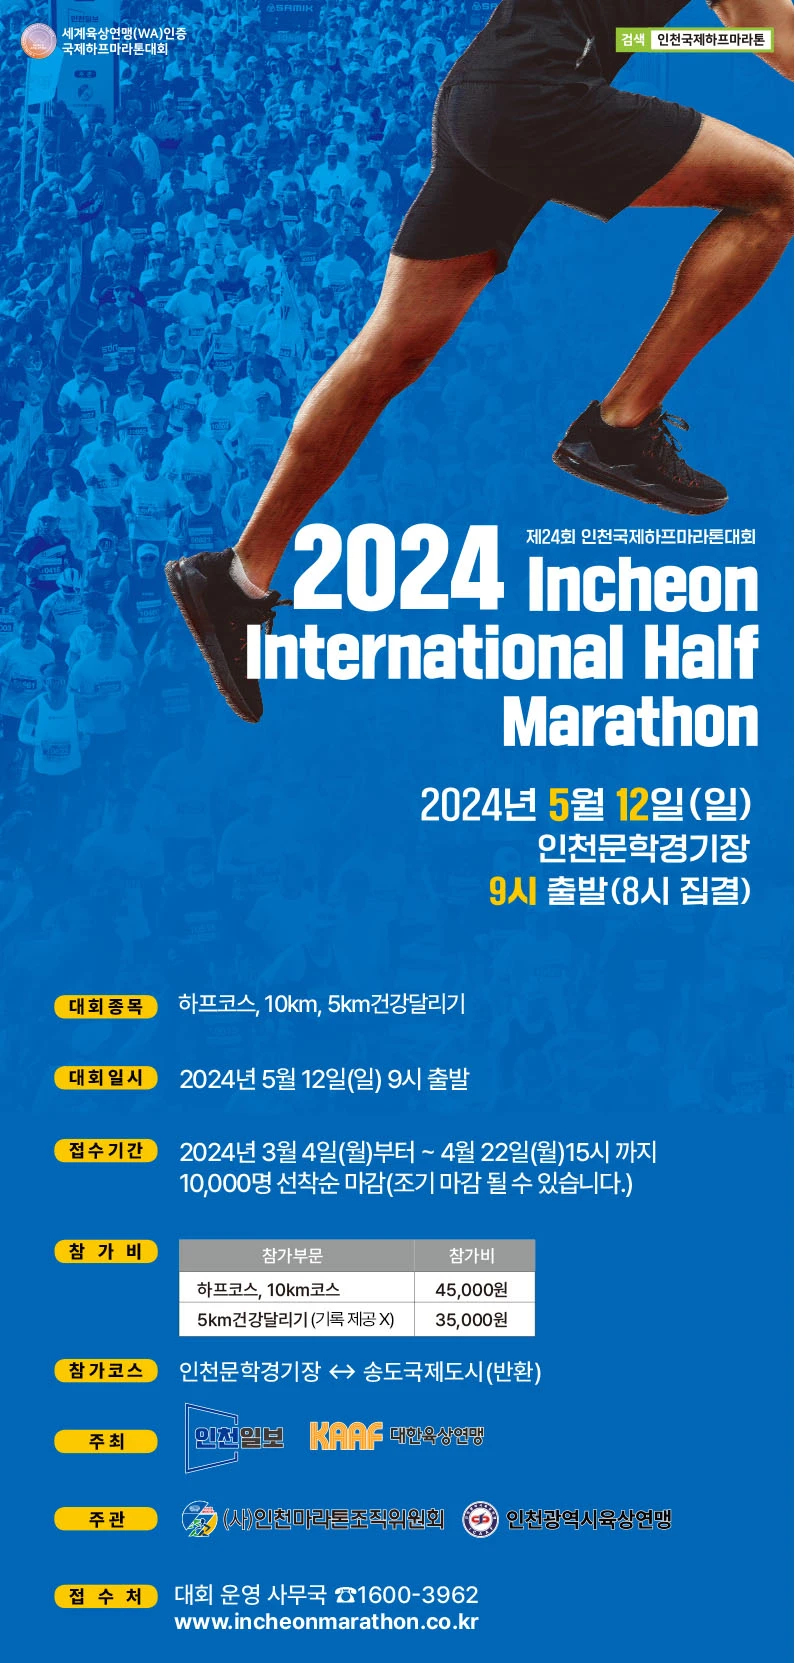 세계육상연맹(WA)인증
국제하프마라톤대회
검색 인천국제하프마라톤
2024 제24회 인천국제하프마라톤대회
Incheon
International Half
Marathon
2024년 5월 12일(일)
인천문학경기장
9시 출발(8시 집결)
대회종목 하프코스, 10km, 5km건강달리기
대회일시 2024년 5월 12일(일) 9시 출발
접수기간 2024년 3월 4일(월)부터 ~ 4월 22일(월)15시 까지
10,000명 선착순 마감(조기 마감 될 수 있습니다.)
참 가 비 참가부문 참가비
하프코스, 10km코스 45,000원
5km건강달리기 (기록 제공 X) 35,000원
참가코스 인천문학경기장 ↔ 송도국제도시(반환)
주최 인천일보 KAAF 대한육상연맹
주관 (사)인천마라톤조직위원회 인천광역시육상연맹
접 수 처 대회 운영 사무국 ☎1600-3962
www.incheonmarathon.co.kr